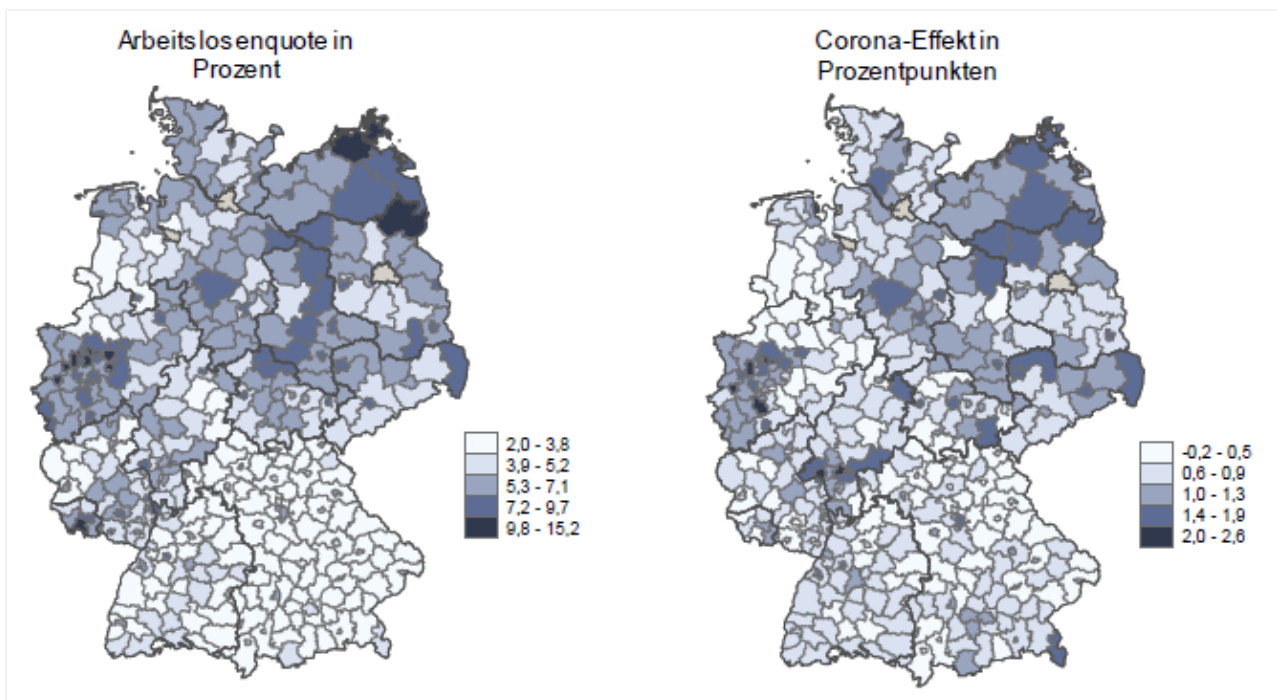 Arbeitslosenquote in
Prozent
Corona-Effekt in
Prozentpunkten
2,0 - 3,8
3,9 - 5,2
5,3 - 7,1
7,2 - 9,7
9,8 - 15,2
-0,2 - 0,5
0,6 - 0,9
1,0 - 1,3
1,4 - 1,9
2,0 - 2,6